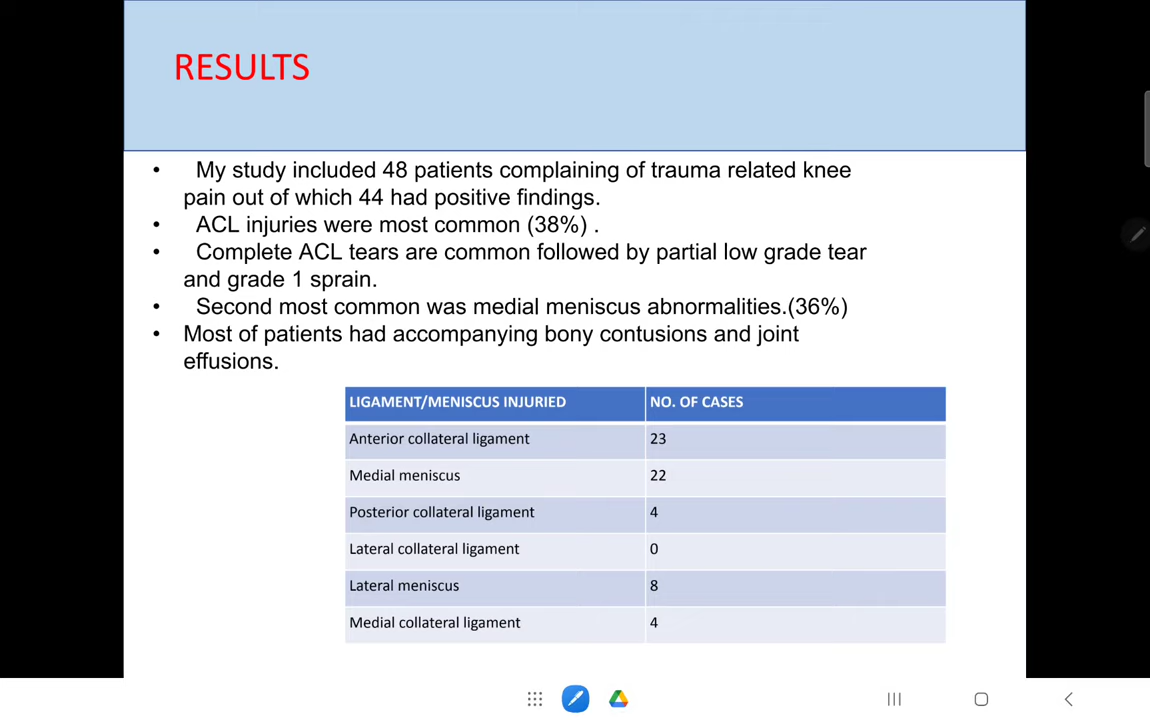 RESULTS
• My study included 48 patients complaining of trauma related knee
pain out of which 44 had positive findings.
• ACL injuries were most common (38%) .
• Complete ACL tears are common followed by partial low grade tear
and grade 1 sprain.
• Second most common was medial meniscus abnormalities.(36%)
• Most of patients had accompanying bony contusions and joint
effusions.
LIGAMENT/MENISCUS INJURIED NO. OF CASES
Anterior collateral ligament 23
Medial meniscus 22
Posterior collateral ligament 4
Lateral collateral ligament 0
Lateral meniscus 8
Medial collateral ligament 4